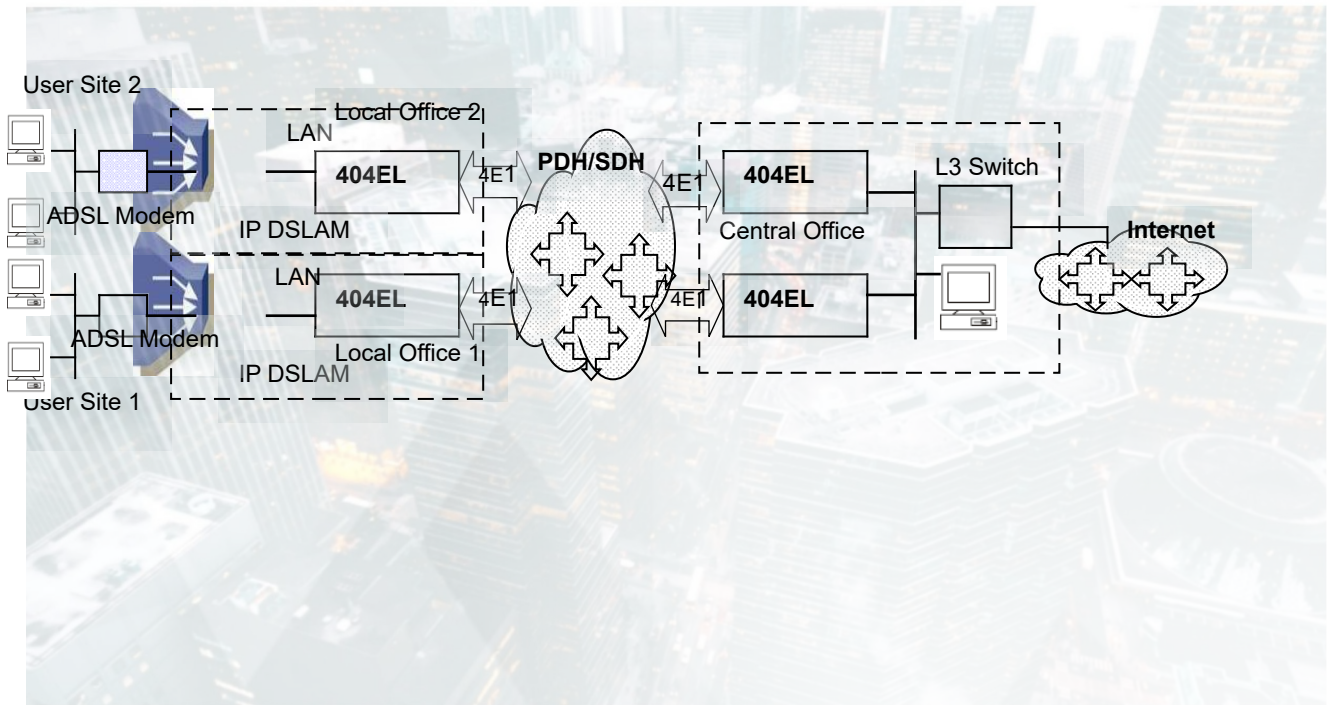 User Site 2
Local Office 2
LAN
404EL
4E1
PDH/SDH
4E1
404EL
L3 Switch
ADSL Modem
IP DSLAM
Central Office
Internet
LAN
404EL
4E1
4E1
404EL
ADSL Modem
Local Office 1
IP DSLAM
User Site 1